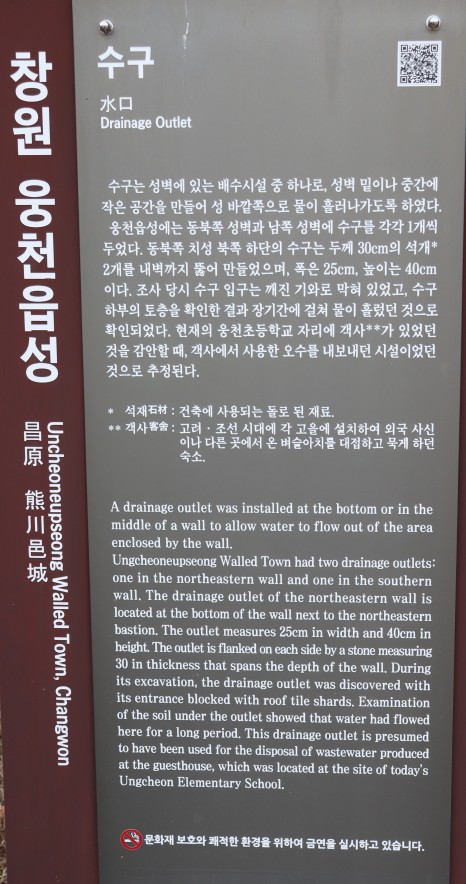 창원 웅천읍성
昌原 熊川邑城
Uncheoneupseong Walled Town, Changwon
수구
水口
Drainage Outlet
수구는 성벽에 있는 배수시설 중 하나로, 성벽 밑이나 중간에
작은 공간을 만들어 성 바깥쪽으로 물이 흘러나가도록 하였다.
웅천읍성에는 동북쪽 성벽과 남쪽 성벽에 수구를 각각 1개씩
두었다. 동북쪽 치성 북쪽 하단의 수구는 두께 30cm의 석개*
2개를 내벽까지 뚫어 만들었으며, 폭은 25cm, 높이는 40cm
이다. 조사 당시 수구 입구는 깨진 기와로 막혀 있었고, 수구
하부의 토층을 확인한 결과 장기간에 걸쳐 물이 흘렀던 것으로
확인되었다. 현재의 웅천초등학교 자리에 객사**가 있었던
것을 감안할 때, 객사에서 사용한 오수를 내보내던 시설이었던
것으로 추정된다.
* 석재石材 : 건축에 사용되는 돌로 된 재료.
** 객사客舍 : 고려 · 조선 시대에 각 고을에 설치하여 외국 사신
이나 다른 곳에서 온 벼슬아치를 대접하고 묵게 하던
숙소.
A drainage outlet was installed at the bottom or in the
middle of a wall to allow water to flow out of the area
enclosed by the wall.
Ungcheoneupseong Walled Town had two drainage outlets:
one in the northeastern wall and one in the southern
wall. The drainage outlet of the northeastern wall is
located at the bottom of the wall next to the northeastern
bastion. The outlet measures 25cm in width and 40cm in
height. The outlet is flanked on each side by a stone measuring
30 in thickness that spans the depth of the wall. During
its excavation, the drainage outlet was discovered with
its entrance blocked with roof tile shards. Examination
of the soil under the outlet showed that water had flowed
here for a long period. This drainage outlet is presumed
to have been used for the disposal of wastewater produced
at the guesthouse, which was located at the site of today's
Ungcheon Elementary School.
문화재 보호와 쾌적한 환경을 위하여 금연을 실시하고 있습니다.